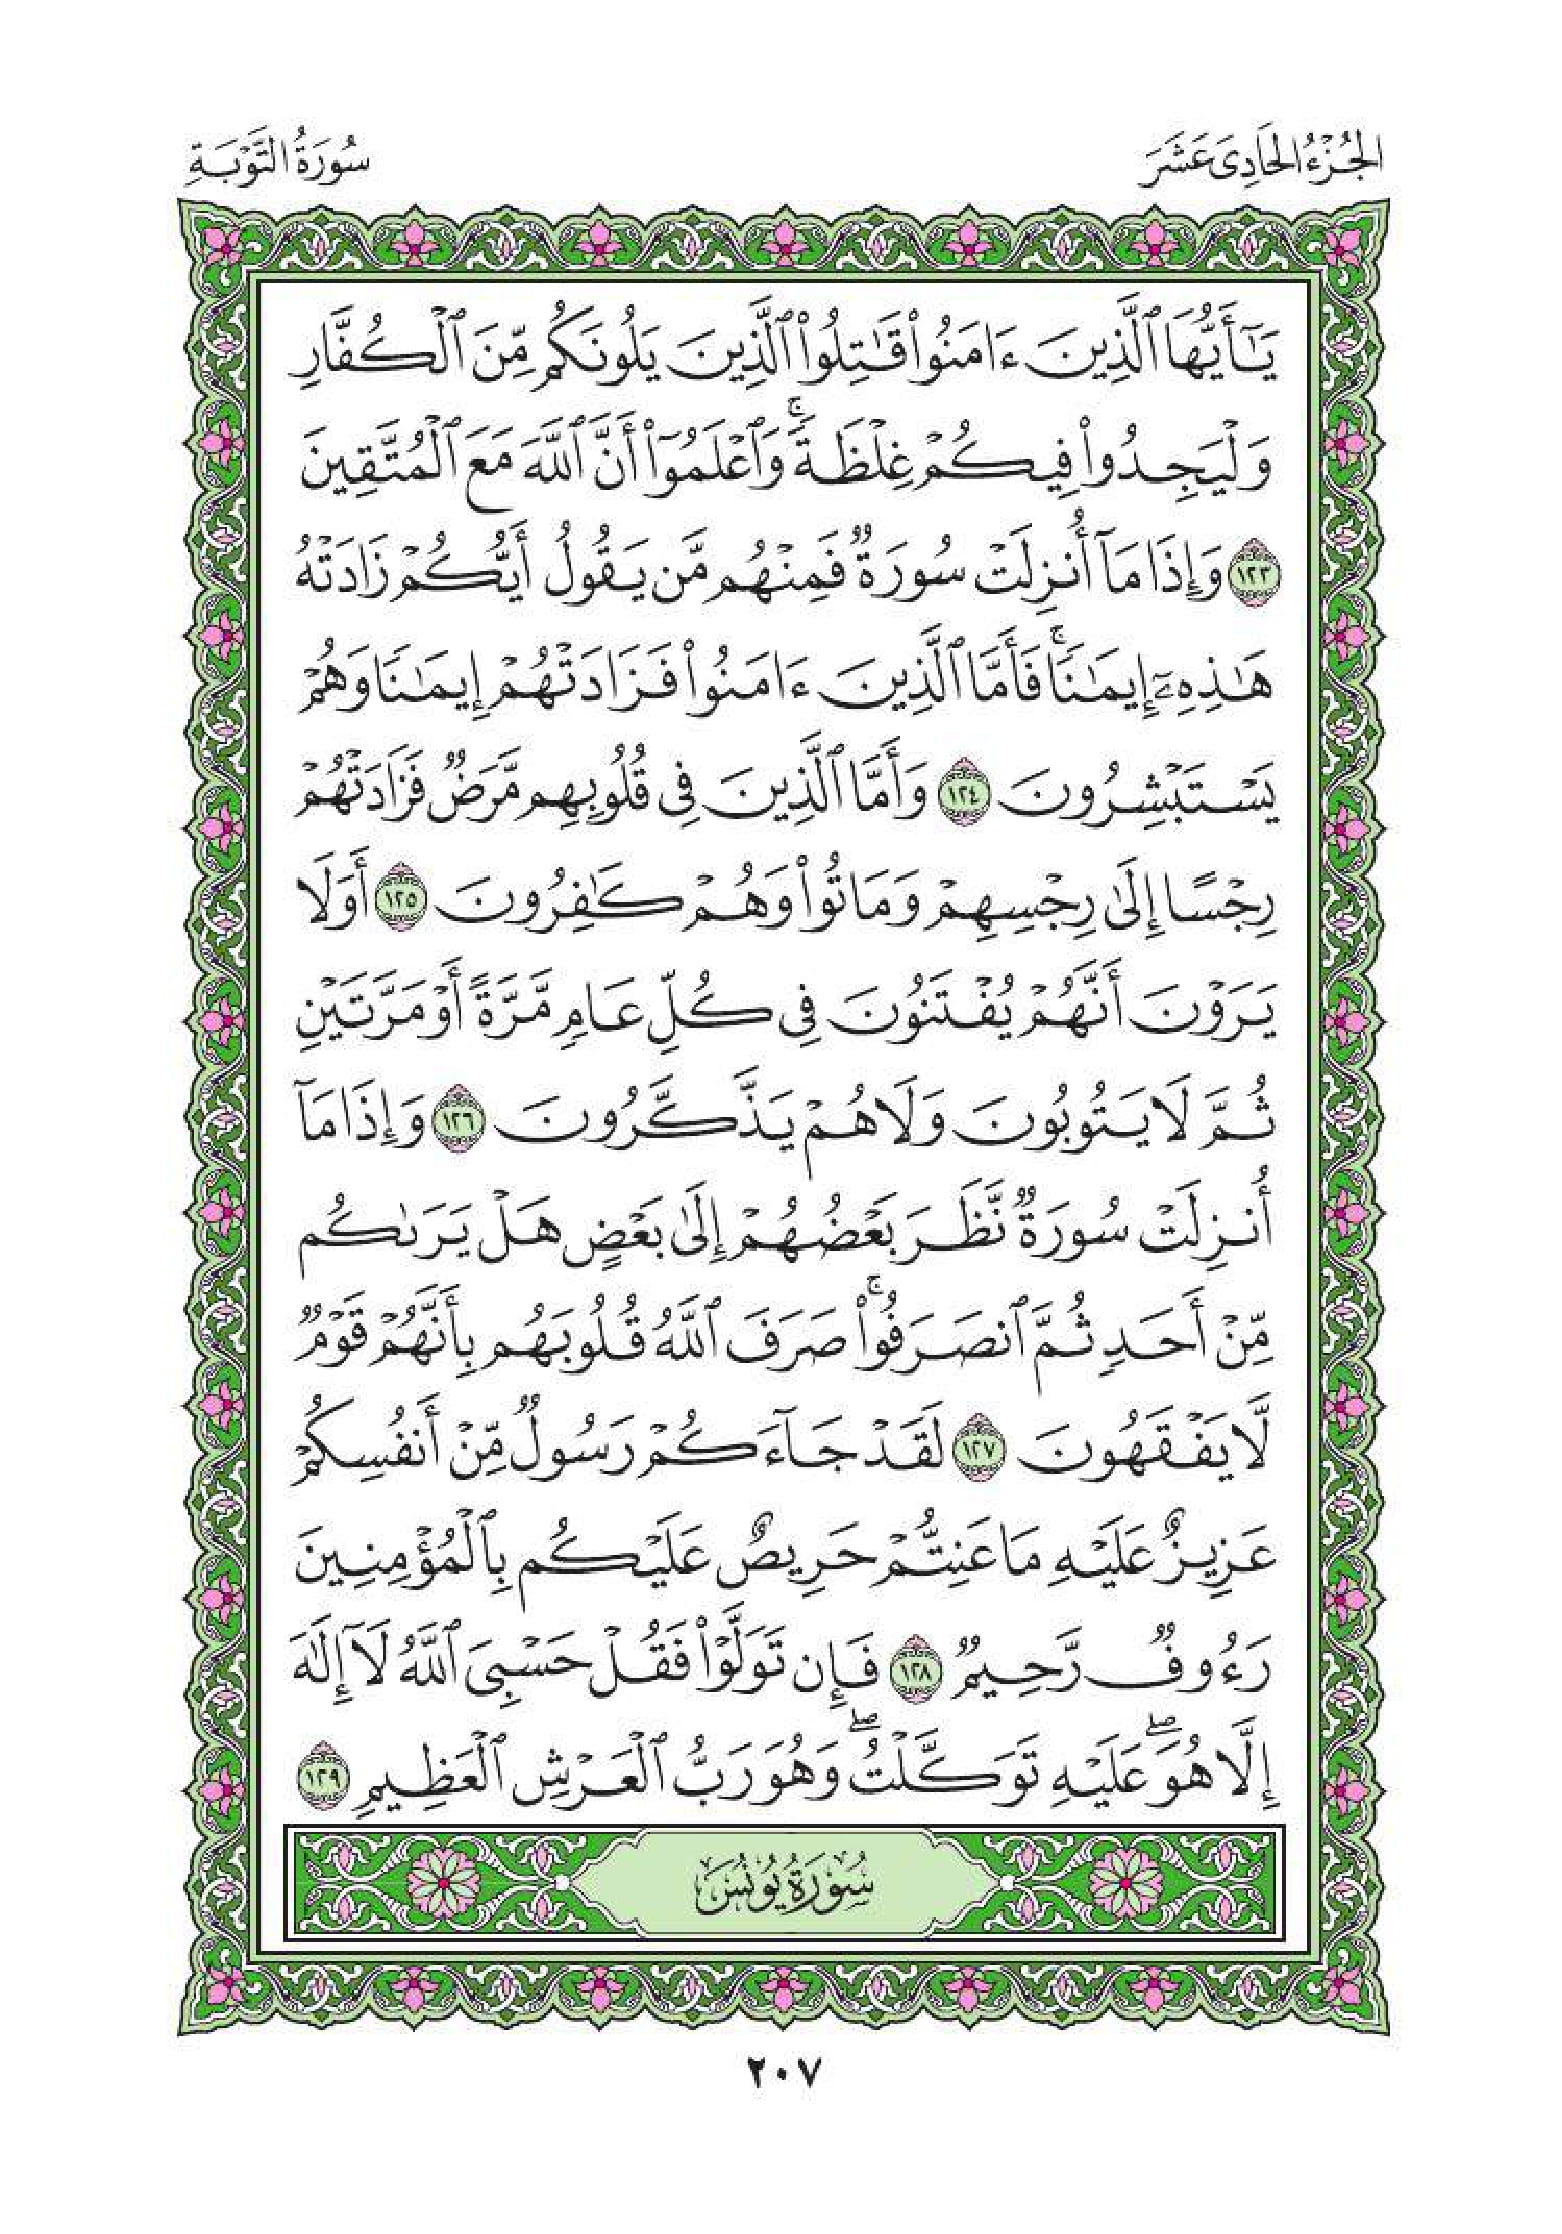 الجُزْءُ الحَادِيَ عَشَرَ
سُورَةُ التَّوۡبَةِ
يَٰٓأَيُّهَا ٱلَّذِينَ ءَامَنُواْ قَٰتِلُواْ ٱلَّذِينَ يَلُونَكُم مِّنَ ٱلۡكُفَّارِ
وَلۡيَجِدُواْ فِيكُمۡ غِلۡظَةٗۚ وَٱعۡلَمُوٓاْ أَنَّ ٱللَّهَ مَعَ ٱلۡمُتَّقِينَ
١٢٣ وَإِذَا مَآ أُنزِلَتۡ سُورَةٞ فَمِنۡهُم مَّن يَقُولُ أَيُّكُمۡ زَادَتۡهُ
هَٰذِهِۦٓ إِيمَٰنٗاۚ فَأَمَّا ٱلَّذِينَ ءَامَنُواْ فَزَادَتۡهُمۡ إِيمَٰنٗا وَهُمۡ
يَسۡتَبۡشِرُونَ ١٢٤ وَأَمَّا ٱلَّذِينَ فِي قُلُوبِهِم مَّرَضٞ فَزَادَتۡهُمۡ
رِجۡسًا إِلَىٰ رِجۡسِهِمۡ وَمَاتُواْ وَهُمۡ كَٰفِرُونَ ١٢٥ أَوَلَا
يَرَوۡنَ أَنَّهُمۡ يُفۡتَنُونَ فِي كُلِّ عَامٖ مَّرَّةً أَوۡ مَرَّتَيۡنِ
ثُمَّ لَا يَتُوبُونَ وَلَا هُمۡ يَذَّكَّرُونَ ١٢٦ وَإِذَا مَآ
أُنزِلَتۡ سُورَةٞ نَّظَرَ بَعۡضُهُمۡ إِلَىٰ بَعۡضٍ هَلۡ يَرَىٰكُم
مِّنۡ أَحَدٖ ثُمَّ ٱنصَرَفُواْۚ صَرَفَ ٱللَّهُ قُلُوبَهُم بِأَنَّهُمۡ قَوۡمٞ
لَّا يَفۡقَهُونَ ١٢٧ لَقَدۡ جَآءَكُمۡ رَسُولٞ مِّنۡ أَنفُسِكُمۡ
عَزِيزٌ عَلَيۡهِ مَا عَنِتُّمۡ حَرِيصٌ عَلَيۡكُم بِٱلۡمُؤۡمِنِينَ
رَءُوفٞ رَّحِيمٞ ١٢٨ فَإِن تَوَلَّوۡاْ فَقُلۡ حَسۡبِيَ ٱللَّهُ لَآ إِلَٰهَ
إِلَّا هُوَۖ عَلَيۡهِ تَوَكَّلۡتُۖ وَهُوَ رَبُّ ٱلۡعَرۡشِ ٱلۡعَظِيمِ ١٢٩
سُورَةُ يُونُسَ
٢٠٧